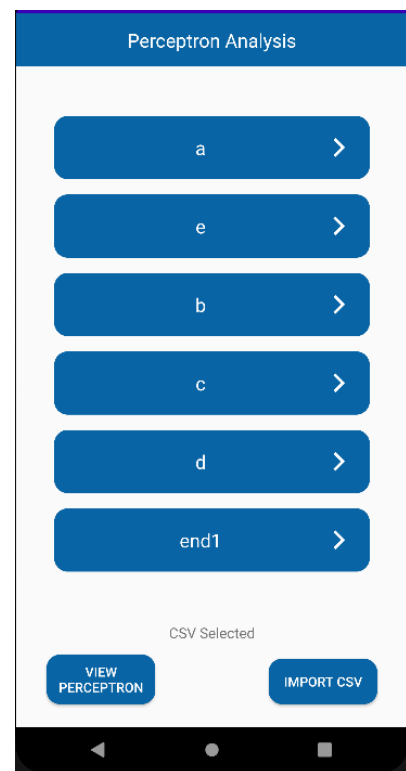 Perceptron Analysis
a
e
b
c
d
end1
CSV Selected
VIEW
PERCEPTRON
IMPORT CSV